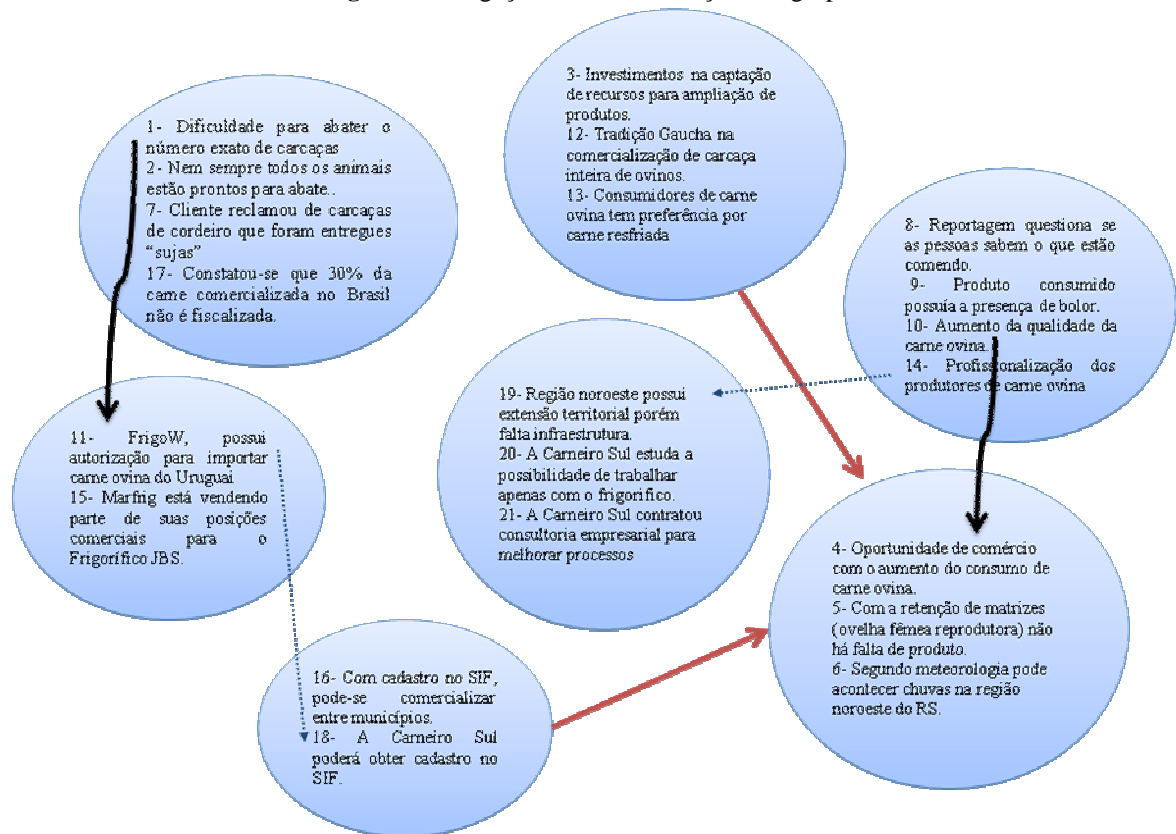 1- Dificuldade para abater o
número exato de carcaças
2- Nem sempre todos os animais
estão prontos para abate..
7- Cliente reclamou de carcaças
de cordeiro que foram entregues
“sujas”
17- Constatou-se que 30% da
carne comercializada no Brasil
não é fiscalizada.
3- Investimentos na captação
de recursos para ampliação de
produtos.
12- Tradição Gaucha na
comercialização de carcaça
inteira de ovinos.
13- Consumidores de carne
ovina tem preferência por
carne resfriada
8- Reportagem questiona se
as pessoas sabem o que estão
comendo.
9- Produto consumido
possuía a presença de bolor.
10- Aumento da qualidade da
carne ovina.
14- Profissionalização dos
produtores de carne ovina
11- FrigoW, possui
autorização para importar
carne ovina do Uruguai
15- Marfrig está vendendo
parte de suas posições
comerciais para o
Frigorífico JBS.
19- Região noroeste possui
extensão territorial porém
falta infraestrutura.
20- A Carneiro Sul estuda a
possibilidade de trabalhar
apenas com o frigorifico.
21- A Carneiro Sul contratou
consultoria empresarial para
melhorar processos
4- Oportunidade de comércio
com o aumento do consumo de
carne ovina.
5- Com a retenção de matrizes
(ovelha fêmea reprodutora) não
há falta de produto.
6- Segundo meteorologia pode
acontecer chuvas na região
noroeste do RS.
16- Com cadastro no SIF,
pode-se comercializar
entre municípios.
18- A Carneiro Sul
poderá obter cadastro no
SIF.